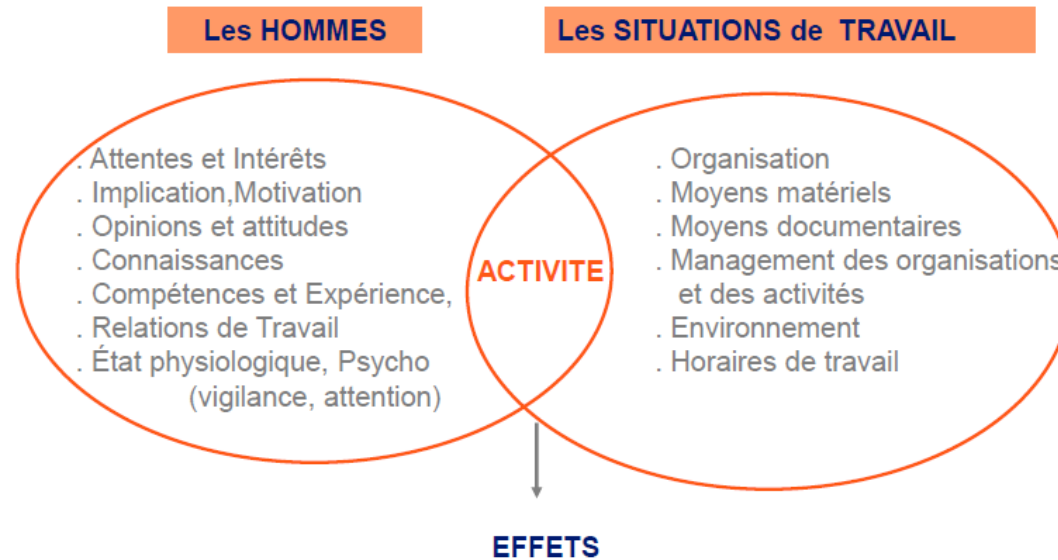 Les HOMMES
Les SITUATIONS de TRAVAIL
. Attentes et Intérêts
. Implication,Motivation
. Opinions et attitudes
. Connaissances
. Compétences et Expérience,
. Relations de Travail
. État physiologique, Psycho
(vigilance, attention)
ACTIVITE
. Organisation
. Moyens matériels
. Moyens documentaires
. Management des organisations
et des activités
. Environnement
. Horaires de travail
EFFETS